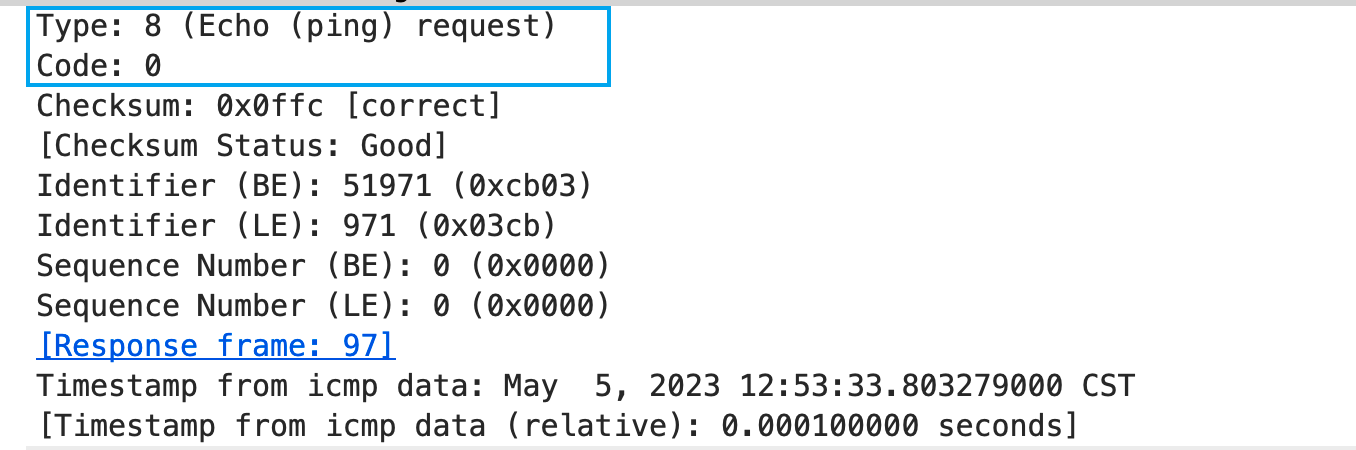 Type: 8 (Echo (ping) request)
Code: 0
Checksum: 0x0ffc [correct]
[Checksum Status: Good]
Identifier (BE): 51971 (0xcb03)
Identifier (LE): 971 (0x03cb)
Sequence Number (BE): 0 (0x0000)
Sequence Number (LE): 0 (0x0000)
[Response frame: 97]
Timestamp from icmp data: May  5, 2023 12:53:33.803279000 CST
[Timestamp from icmp data (relative): 0.000100000 seconds]